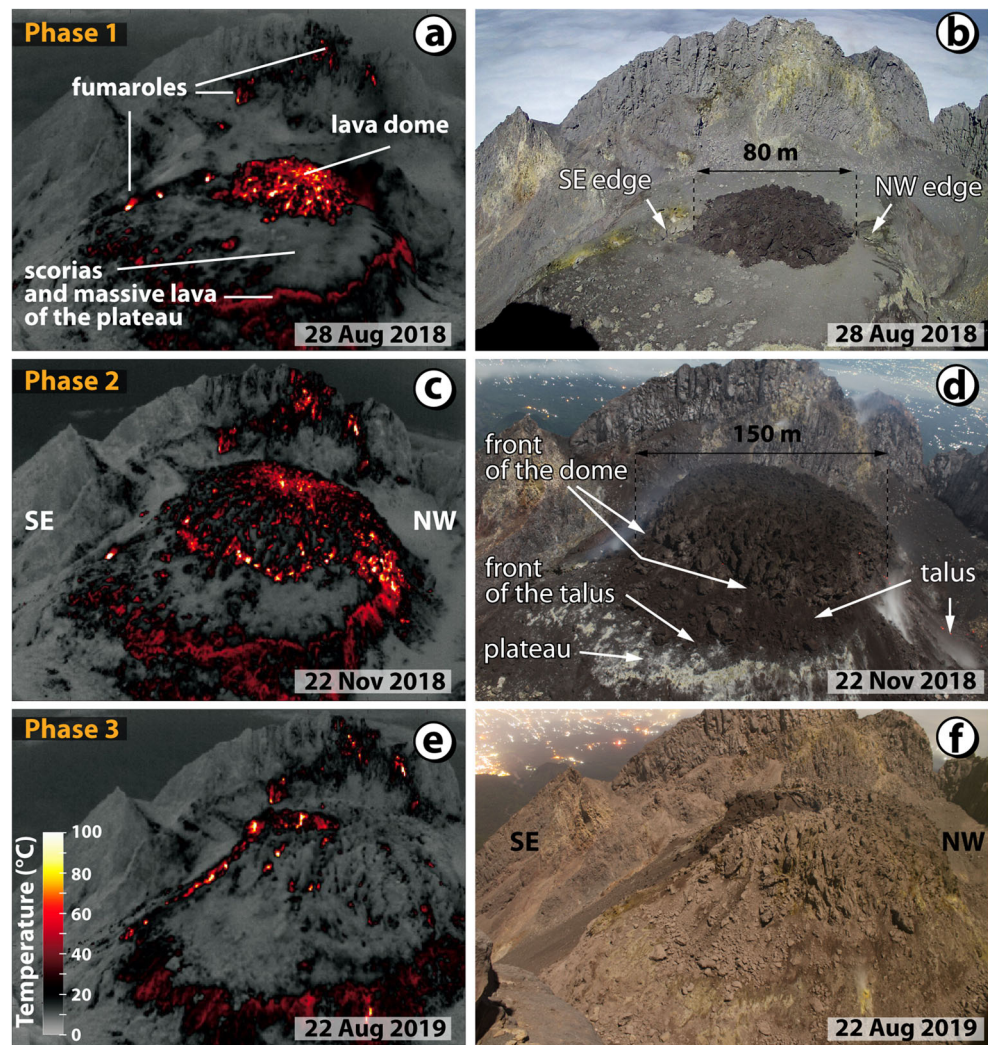 Phase 1
a
fumaroles
lava dome
scorias
and massive lava
of the plateau
28 Aug 2018
b
80 m
SE edge
NW edge
28 Aug 2018
Phase 2
c
SE
NW
22 Nov 2018
d
150 m
front
of the dome
front
of the talus
talus
plateau
22 Nov 2018
Phase 3
e
Temperature (°C)
100
80
60
40
20
0
22 Aug 2019
f
SE
NW
22 Aug 2019